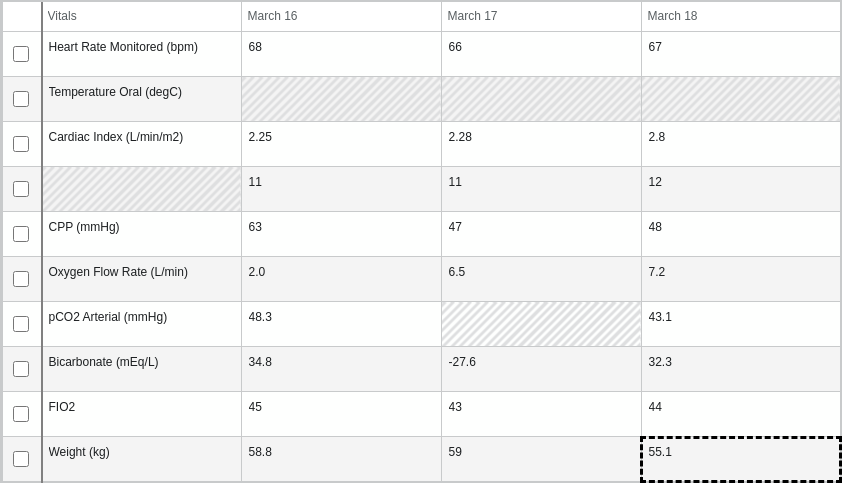 Vitals March 16 March 17 March 18
Heart Rate Monitored (bpm) 68 66 67
Temperature Oral (degC)
Cardiac Index (L/min/m2) 2.25 2.28 2.8
11 11 12
CPP (mmHg) 63 47 48
Oxygen Flow Rate (L/min) 2.0 6.5 7.2
pCO2 Arterial (mmHg) 48.3 43.1
Bicarbonate (mEq/L) 34.8 -27.6 32.3
FIO2 45 43 44
Weight (kg) 58.8 59 55.1